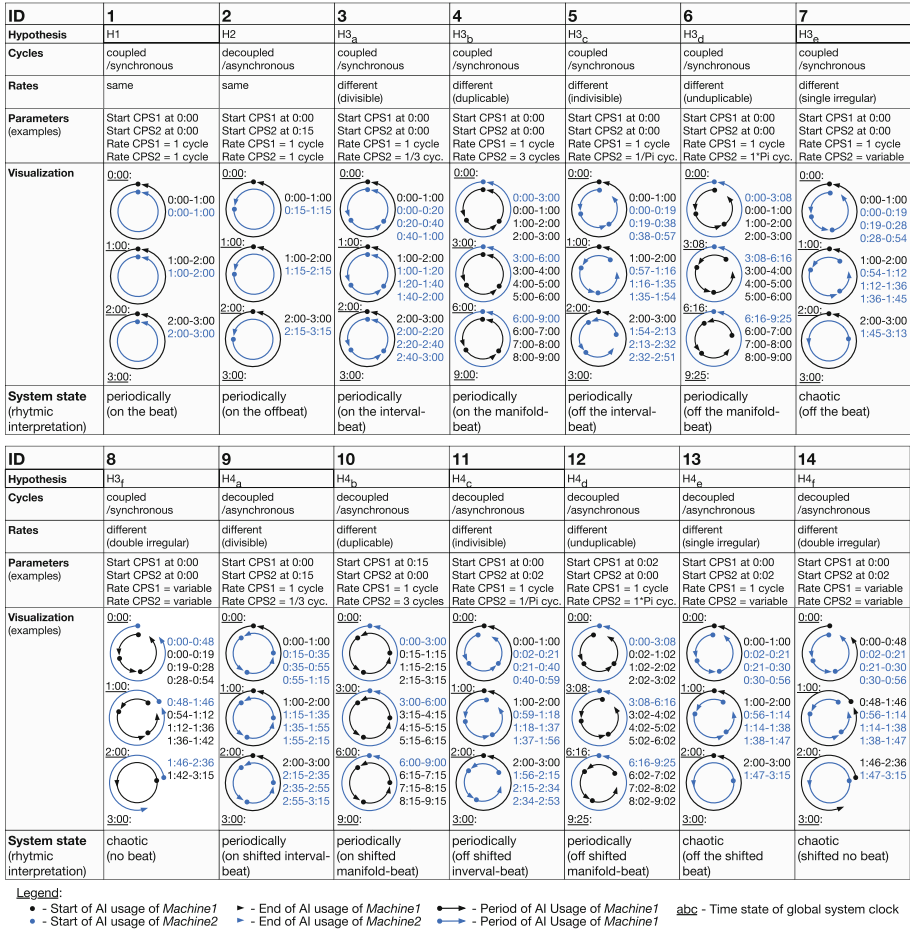 ID 1 2 3 4 5 6 7
Hypothesis H1 H2 H3a H3b H3c H3d H3e
Cycles coupled decoupled coupled coupled coupled coupled coupled
/synchronous /asynchronous /synchronous /synchronous /synchronous /synchronous /synchronous
Rates same same different different different different different
(divisible) (duplicable) (indivisible) (unduplicable) (single irregular)
Parameters Start CPS1 at 0:00 Start CPS1 at 0:00 Start CPS1 at 0:00 Start CPS1 at 0:00 Start CPS1 at 0:00 Start CPS1 at 0:00 Start CPS1 at 0:00
(examples) Start CPS2 at 0:00 Start CPS2 at 0:15 Start CPS2 at 0:00 Start CPS2 at 0:00 Start CPS2 at 0:00 Start CPS2 at 0:00 Start CPS2 at 0:00
Rate CPS1 = 1 cycle Rate CPS1 = 1 cycle Rate CPS1 = 1 cycle Rate CPS1 = 1 cycle Rate CPS1 = 1 cycle Rate CPS1 = 1 cycle Rate CPS1 = 1 cycle
Rate CPS2 = 1 cycle Rate CPS2 = 1 cycle Rate CPS2 = 1/3 cyc. Rate CPS2 = 3 cycles Rate CPS2 = 1/Pi cyc. Rate CPS2 = 1*Pi cyc. Rate CPS2 = variable
Visualization 0:00: 0:00: 0:00: 0:00: 0:00: 0:00: 0:00:
0:00-3:00 0:00-3:08
0:00-1:00 0:00-1:00 0:00-1:00 0:00-1:00 0:00-1:00 0:00-1:00 0:00-1:00
0:00-1:00 0:15-1:15 0:00-0:20 1:00-2:00 0:00-0:19 1:00-2:00 0:00-0:19
0:20-0:40 2:00-3:00 0:19-0:38 2:00-3:00 0:19-0:28
0:40-1:00 0:38-0:57 0:28-0:54
1:00: 1:00: 1:00: 3:00: 1:00: 3:08: 1:00:
3:00-6:00 3:08-6:16
1:00-2:00 1:00-2:00 1:00-2:00 3:00-4:00 1:00-2:00 3:00-4:00 1:00-2:00
1:00-2:00 1:15-2:15 1:00-1:20 4:00-5:00 0:57-1:16 4:00-5:00 0:54-1:12
1:20-1:40 5:00-6:00 1:16-1:35 5:00-6:00 1:12-1:36
1:40-2:00 1:35-1:54 1:36-1:45
2:00: 2:00: 2:00: 6:00: 2:00: 6:16: 2:00:
6:00-9:00 6:16-9:25
2:00-3:00 2:00-3:00 2:00-3:00 6:00-7:00 2:00-3:00 6:00-7:00 2:00-3:00
2:00-3:00 2:15-3:15 2:00-2:20 7:00-8:00 1:54-2:13 7:00-8:00 1:45-3:13
2:20-2:40 8:00-9:00 2:13-2:32 8:00-9:00
2:40-3:00 2:32-2:51
3:00: 3:00: 3:00: 9:00: 3:00: 9:25: 3:00:
System state periodically periodically periodically periodically periodically periodically chaotic
(rhytmic (on the beat) (on the offbeat) (on the interval- (on the manifold- (off the interval- (off the manifold- (off the beat)
interpretation) beat) beat) beat) beat)
ID 8 9 10 11 12 13 14
Hypothesis H3f H4a H4b H4c H4d H4e H4f
Cycles coupled decoupled decoupled decoupled decoupled decoupled decoupled
/synchronous /asynchronous /asynchronous /asynchronous /asynchronous /asynchronous /asynchronous
Rates different different different different different different different
(double irregular) (divisible) (duplicable) (indivisible) (unduplicable) (single irregular) (double irregular)
Parameters Start CPS1 at 0:00 Start CPS1 at 0:00 Start CPS1 at 0:15 Start CPS1 at 0:00 Start CPS1 at 0:02 Start CPS1 at 0:00 Start CPS1 at 0:00
(examples) Start CPS2 at 0:00 Start CPS2 at 0:15 Start CPS2 at 0:00 Start CPS2 at 0:02 Start CPS2 at 0:00 Start CPS2 at 0:02 Start CPS2 at 0:02
Rate CPS1 = variable Rate CPS1 = 1 cycle Rate CPS1 = 1 cycle Rate CPS1 = 1 cycle Rate CPS1 = 1 cycle Rate CPS1 = 1 cycle Rate CPS1 = variable
Rate CPS2 = variable Rate CPS2 = 1/3 cyc. Rate CPS2 = 3 cycles Rate CPS2 = 1/Pi cyc. Rate CPS2 = 1*Pi cyc. Rate CPS2 = variable Rate CPS2 = variable
Visualization 0:00: 0:00: 0:00: 0:00: 0:00: 0:00: 0:00:
(examples) 0:00-0:48 0:00-1:00 0:00-3:00 0:00-1:00 0:00-3:08 0:00-1:00 0:00-0:48
0:00-0:19 0:15-0:35 0:15-1:15 0:02-0:21 0:02-1:02 0:02-0:21 0:02-0:21
0:19-0:28 0:35-0:55 1:15-2:15 0:21-0:40 1:02-2:02 0:21-0:30 0:21-0:30
0:28-0:54 0:55-1:15 2:15-3:15 0:40-0:59 2:02-3:02 0:30-0:56 0:30-0:56
1:00: 1:00: 3:00: 1:00: 3:08: 1:00: 1:00:
0:48-1:46 1:00-2:00 3:00-6:00 1:00-2:00 3:08-6:16 1:00-2:00 0:48-1:46
0:54-1:12 1:15-1:35 3:15-4:15 0:59-1:18 3:02-4:02 0:56-1:14 0:56-1:14
1:12-1:36 1:35-1:55 4:15-5:15 1:18-1:37 4:02-5:02 1:14-1:38 1:14-1:38
1:36-1:42 1:55-2:15 5:15-6:15 1:37-1:56 5:02-6:02 1:38-1:47 1:38-1:47
2:00: 2:00: 6:00: 2:00: 6:16: 2:00: 2:00:
1:46-2:36 2:00-3:00 6:00-9:00 2:00-3:00 6:16-9:25 2:00-3:00 1:46-2:36
1:42-3:15 2:15-2:35 6:15-7:15 1:56-2:15 6:02-7:02 1:47-3:15 1:47-3:15
2:35-2:55 7:15-8:15 2:15-2:34 7:02-8:02
2:55-3:15 8:15-9:15 2:34-2:53 8:02-9:02
3:00: 3:00: 9:00: 3:00: 9:25: 3:00: 3:00:
System state chaotic periodically periodically periodically periodically chaotic chaotic
(rhytmic (no beat) (on shifted interval- (on shifted (off shifted (off shifted (off the shifted (shifted no beat)
interpretation) beat) manifold-beat) inverval-beat) manifold-beat) beat)
Legend:
- Start of AI usage of Machine1 - End of AI usage of Machine1 - Period of AI Usage of Machine1 abc - Time state of global system clock
- Start of AI usage of Machine2 - End of AI usage of Machine2 - Period of AI Usage of Machine1